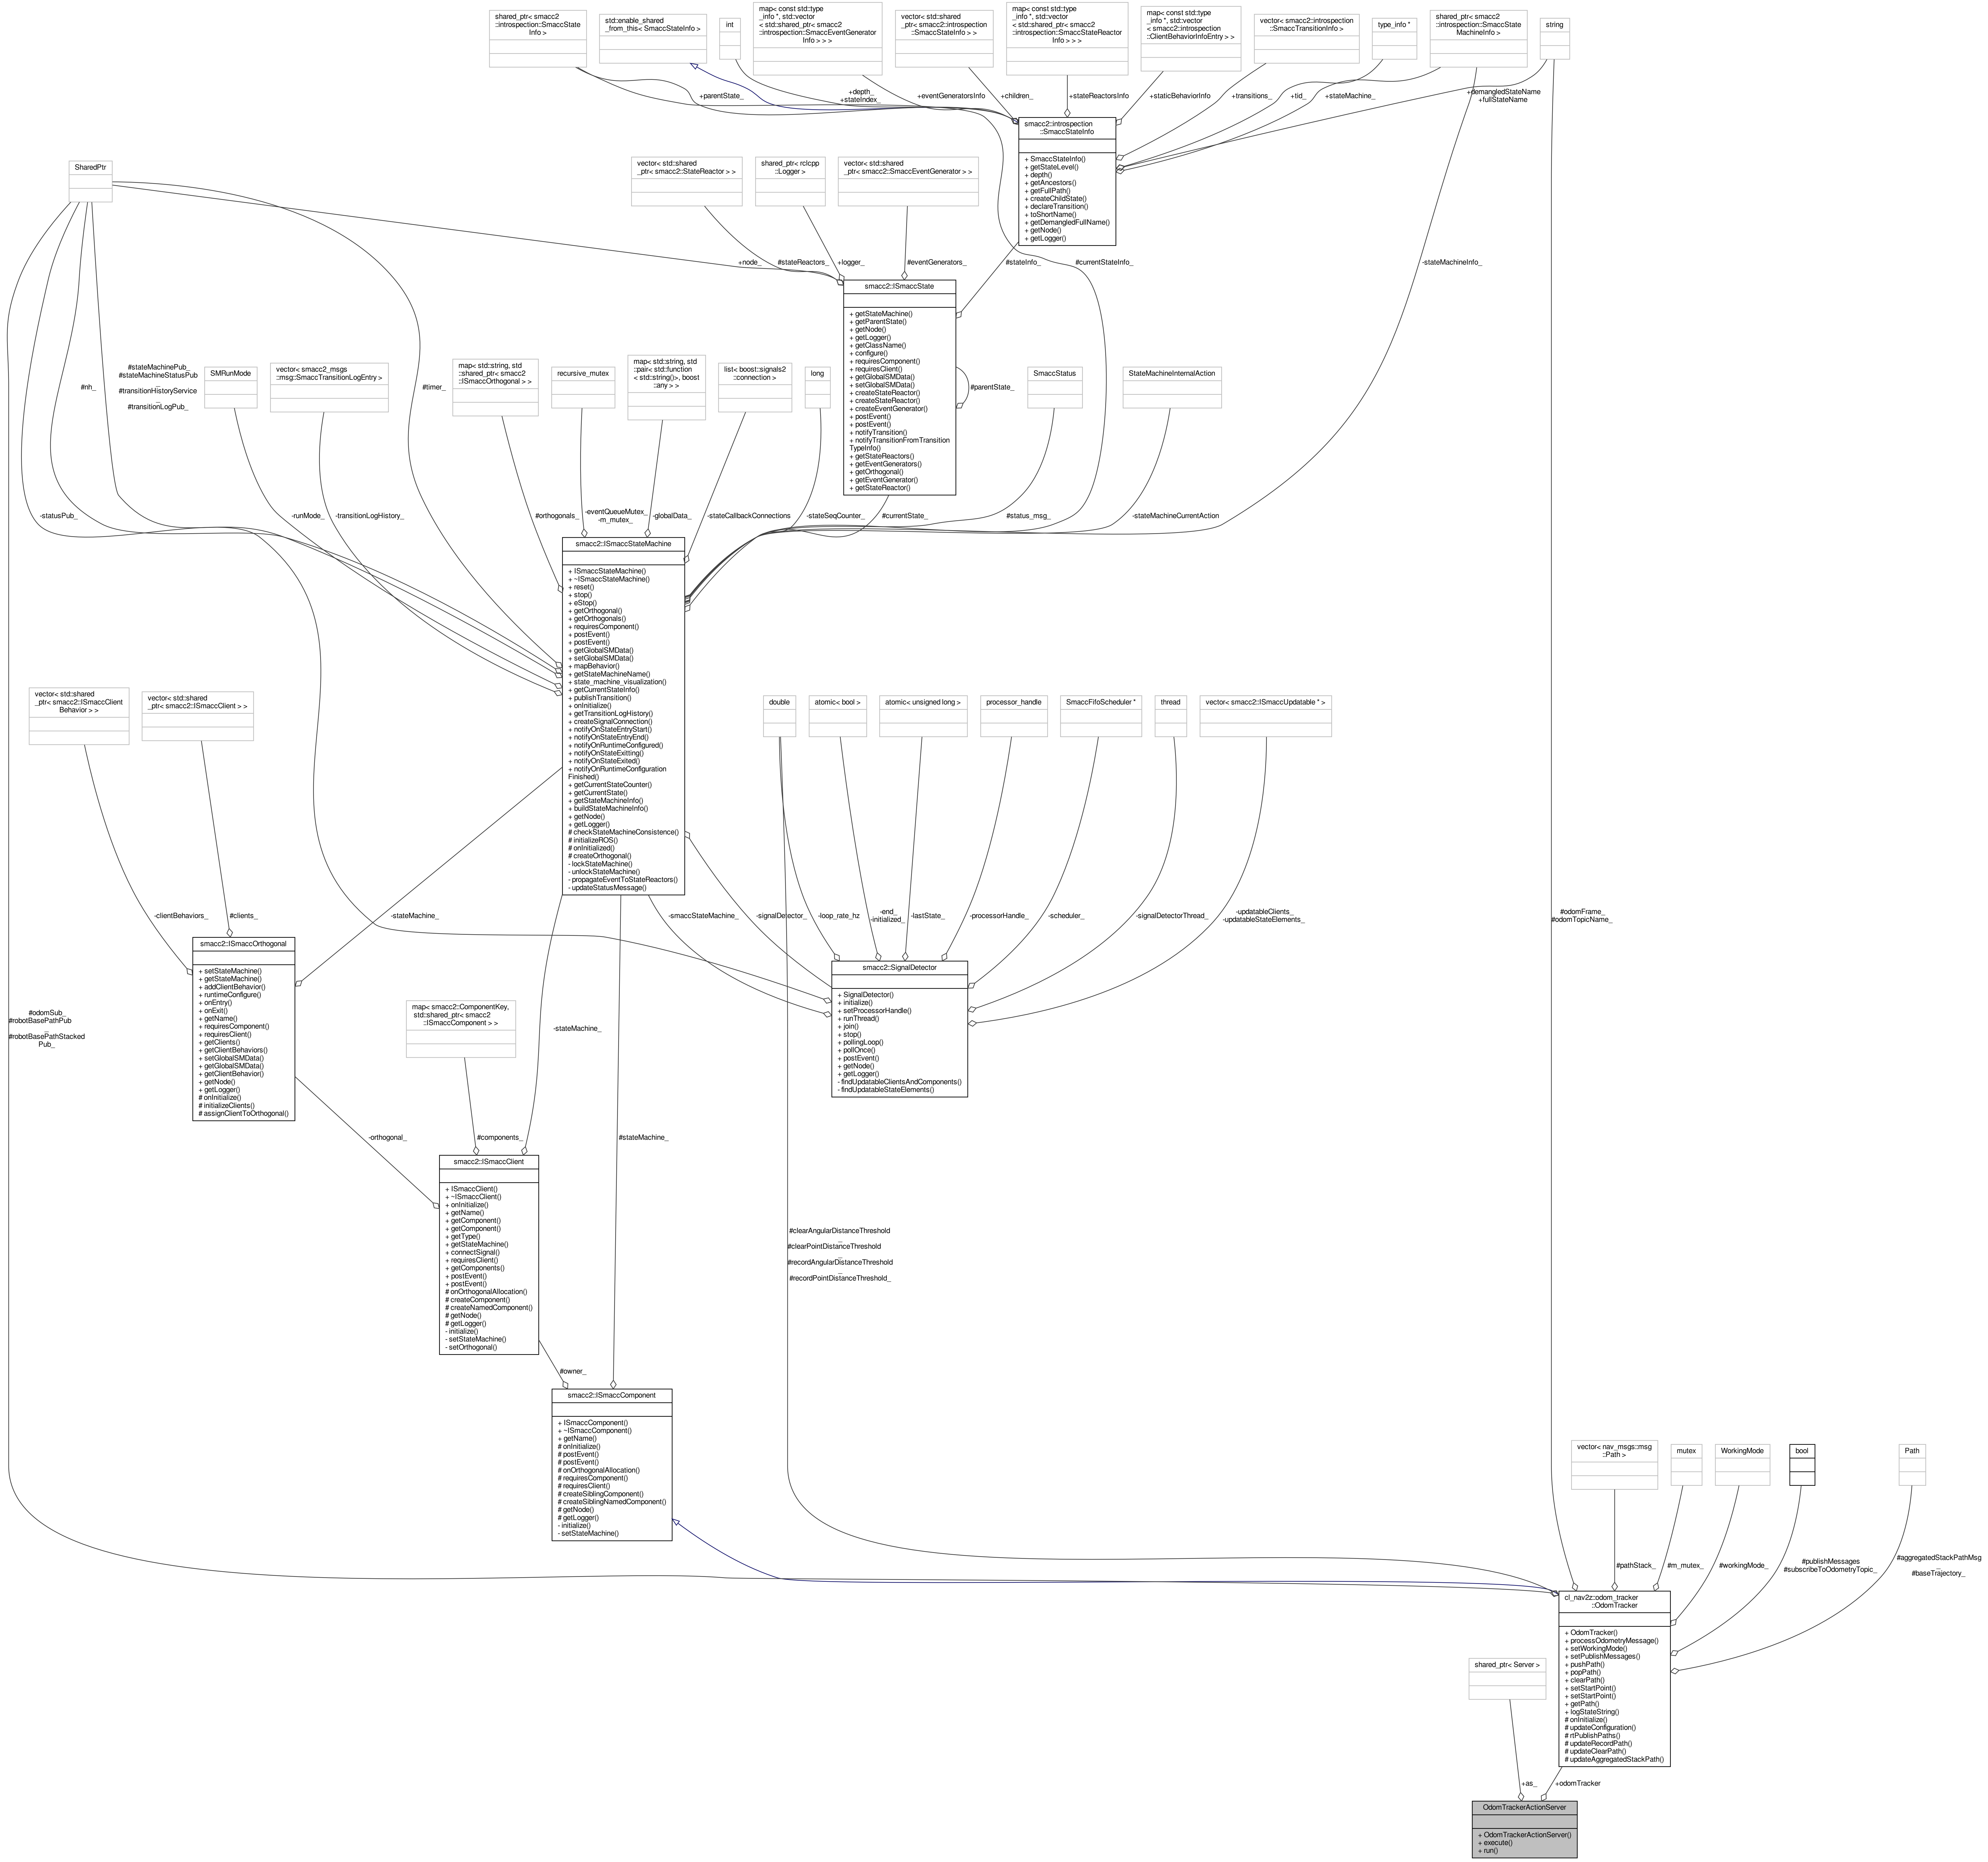 shared_ptr< smacc2
::introspection::SmaccState
Info >
std::enable_shared
_from_this< SmaccStateInfo >
int
map< const std::type
_info *, std::vector
< std::shared_ptr< smacc2
::introspection::SmaccEventGenerator
Info > > >
vector< std::shared
_ptr< smacc2::introspection
::SmaccStateInfo > >
map< const std::type
_info *, std::vector
< std::shared_ptr< smacc2
::introspection::SmaccStateReactor
Info > > >
map< const std::type
_info *, std::vector
< smacc2::introspection
::ClientBehaviorInfoEntry > >
vector< smacc2::introspection
::SmaccTransitionInfo >
type_info *
shared_ptr< smacc2
::introspection::SmaccState
MachineInfo >
string
+parentState_
+depth_
+stateIndex_
+eventGeneratorsInfo
+children_
+stateReactorsInfo
+staticBehaviorInfo
+transitions_
+tid_
+stateMachine_
+demangledStateName
+fullStateName
smacc2::introspection
::SmaccStateInfo
+ SmaccStateInfo()
+ getStateLevel()
+ depth()
+ getAncestors()
+ getFullPath()
+ createChildState()
+ declareTransition()
+ toShortName()
+ getDemangledFullName()
+ getNode()
+ getLogger()
SharedPtr
vector< std::shared
_ptr< smacc2::StateReactor > >
shared_ptr< rclcpp
::Logger >
vector< std::shared
_ptr< smacc2::SmaccEventGenerator > >
+node_
#stateReactors_
+logger_
#eventGenerators_
#stateInfo_
#currentStateInfo_
-stateMachineInfo_
smacc2::ISmaccState
+ getStateMachine()
+ getParentState()
+ getNode()
+ getLogger()
+ getClassName()
+ configure()
+ requiresComponent()
+ requiresClient()
+ getGlobalSMData()
+ setGlobalSMData()
+ createStateReactor()
+ createStateReactor()
+ createEventGenerator()
+ postEvent()
+ postEvent()
+ notifyTransition()
+ notifyTransitionFromTransition
TypeInfo()
+ getStateReactors()
+ getEventGenerators()
+ getOrthogonal()
+ getEventGenerator()
+ getStateReactor()
#parentState_
#nh_
#stateMachinePub_
#stateMachineStatusPub
_
#transitionHistoryService
_
#transitionLogPub_
SMRunMode
vector< smacc2_msgs
::msg::SmaccTransitionLogEntry >
#timer_
map< std::string, std
::shared_ptr< smacc2
::ISmaccOrthogonal > >
recursive_mutex
map< std::string, std
::pair< std::function
< std::string()>, boost
::any > >
list< boost::signals2
::connection >
long
SmaccStatus
StateMachineInternalAction
-statusPub_
-runMode_
-transitionLogHistory_
#orthogonals_
-eventQueueMutex_
-m_mutex_
-globalData_
-stateCallbackConnections
-stateSeqCounter_
#currentState_
#status_msg_
-stateMachineCurrentAction
smacc2::ISmaccStateMachine
+ ISmaccStateMachine()
+ ~ISmaccStateMachine()
+ reset()
+ stop()
+ eStop()
+ getOrthogonal()
+ getOrthogonals()
+ requiresComponent()
+ postEvent()
+ postEvent()
+ getGlobalSMData()
+ setGlobalSMData()
+ mapBehavior()
+ getStateMachineName()
+ state_machine_visualization()
+ getCurrentStateInfo()
+ publishTransition()
+ onInitialize()
+ getTransitionLogHistory()
+ createSignalConnection()
+ notifyOnStateEntryStart()
+ notifyOnStateEntryEnd()
+ notifyOnRuntimeConfigured()
+ notifyOnStateExitting()
+ notifyOnStateExited()
+ notifyOnRuntimeConfiguration
Finished()
+ getCurrentStateCounter()
+ getCurrentState()
+ getStateMachineInfo()
+ buildStateMachineInfo()
+ getNode()
+ getLogger()
# checkStateMachineConsistence()
# initializeROS()
# onInitialized()
# createOrthogonal()
- lockStateMachine()
- unlockStateMachine()
- propagateEventToStateReactors()
- updateStatusMessage()
vector< std::shared
_ptr< smacc2::ISmaccClient
Behavior > >
vector< std::shared
_ptr< smacc2::ISmaccClient > >
double
atomic< bool >
atomic< unsigned long >
processor_handle
SmaccFifoScheduler *
thread
vector< smacc2::ISmaccUpdatable * >
-clientBehaviors_
#clients_
-stateMachine_
-smaccStateMachine_
-signalDetector_
-loop_rate_hz
-end_
-initialized_
-lastState_
-processorHandle_
-scheduler_
-signalDetectorThread_
-updatableClients_
-updatableStateElements_
#odomFrame_
#odomTopicName_
smacc2::ISmaccOrthogonal
+ setStateMachine()
+ getStateMachine()
+ addClientBehavior()
+ runtimeConfigure()
+ onEntry()
+ onExit()
+ getName()
+ requiresComponent()
+ requiresClient()
+ getClients()
+ getClientBehaviors()
+ setGlobalSMData()
+ getGlobalSMData()
+ getClientBehavior()
+ getNode()
+ getLogger()
# onInitialize()
# initializeClients()
# assignClientToOrthogonal()
smacc2::SignalDetector
+ SignalDetector()
+ initialize()
+ setProcessorHandle()
+ runThread()
+ join()
+ stop()
+ pollingLoop()
+ pollOnce()
+ postEvent()
+ getNode()
+ getLogger()
- findUpdatableClientsAndComponents()
- findUpdatableStateElements()
#odomSub_
#robotBasePathPub
_
#robotBasePathStacked
Pub_
map< smacc2::ComponentKey,
std::shared_ptr< smacc2
::ISmaccComponent > >
-stateMachine_
-orthogonal_
#components_
#stateMachine_
smacc2::ISmaccClient
+ ISmaccClient()
+ ~ISmaccClient()
+ onInitialize()
+ getName()
+ getComponent()
+ getComponent()
+ getType()
+ getStateMachine()
+ connectSignal()
+ requiresClient()
+ getComponents()
+ postEvent()
+ postEvent()
# onOrthogonalAllocation()
# createComponent()
# createNamedComponent()
# getNode()
# getLogger()
- initialize()
- setStateMachine()
- setOrthogonal()
#clearAngularDistanceThreshold
_
#clearPointDistanceThreshold
_
#recordAngularDistanceThreshold
_
#recordPointDistanceThreshold_
#owner_
smacc2::ISmaccComponent
+ ISmaccComponent()
+ ~ISmaccComponent()
+ getName()
# onInitialize()
# postEvent()
# postEvent()
# onOrthogonalAllocation()
# requiresComponent()
# requiresClient()
# createSiblingComponent()
# createSiblingNamedComponent()
# getNode()
# getLogger()
- initialize()
- setStateMachine()
vector< nav_msgs::msg
::Path >
mutex
WorkingMode
bool
Path
#pathStack_
#m_mutex_
#workingMode_
#publishMessages
#subscribeToOdometryTopic_
#aggregatedStackPathMsg
_
#baseTrajectory_
cl_nav2z::odom_tracker
::OdomTracker
+ OdomTracker()
+ processOdometryMessage()
+ setWorkingMode()
+ setPublishMessages()
+ pushPath()
+ popPath()
+ clearPath()
+ setStartPoint()
+ setStartPoint()
+ getPath()
+ logStateString()
# onInitialize()
# updateConfiguration()
# rtPublishPaths()
# updateRecordPath()
# updateClearPath()
# updateAggregatedStackPath()
shared_ptr< Server >
+as_
+odomTracker
OdomTrackerActionServer
+ OdomTrackerActionServer()
+ execute()
+ run()